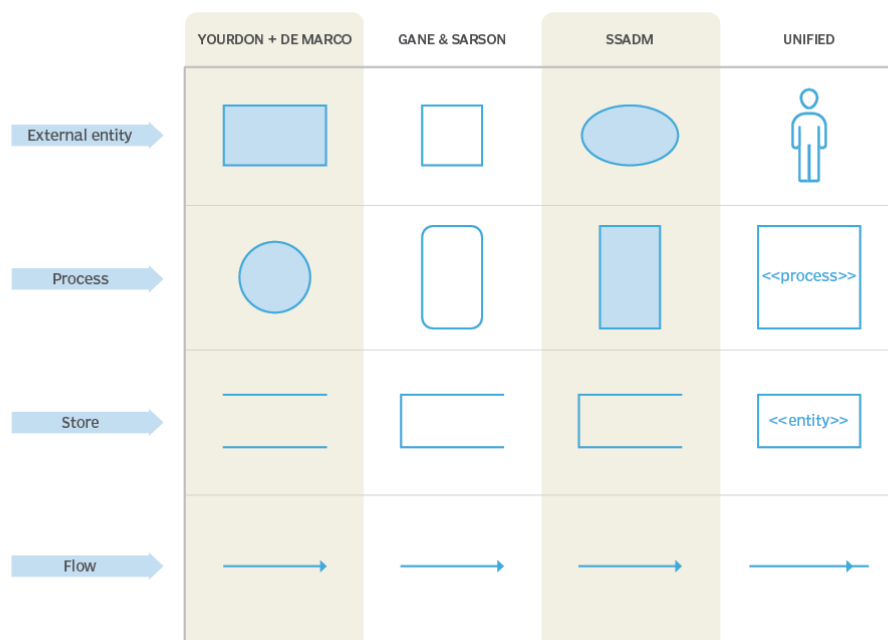 YOURDON + DE MARCO GANE & SARSON SSADM UNIFIED
External entity
Process <<process>>
Store <<entity>>
Flow